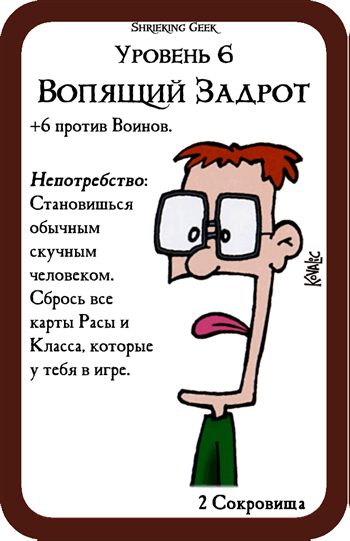 Shrieking Geek
Уровень 6
Вопящий Задрот
+6 против Воинов.
Непотребство:
Становишься
обычным
скучным
человеком.
Сбрось все
карты Расы и
Класса, которые
у тебя в игре.
Kovalic
2 Сокровища